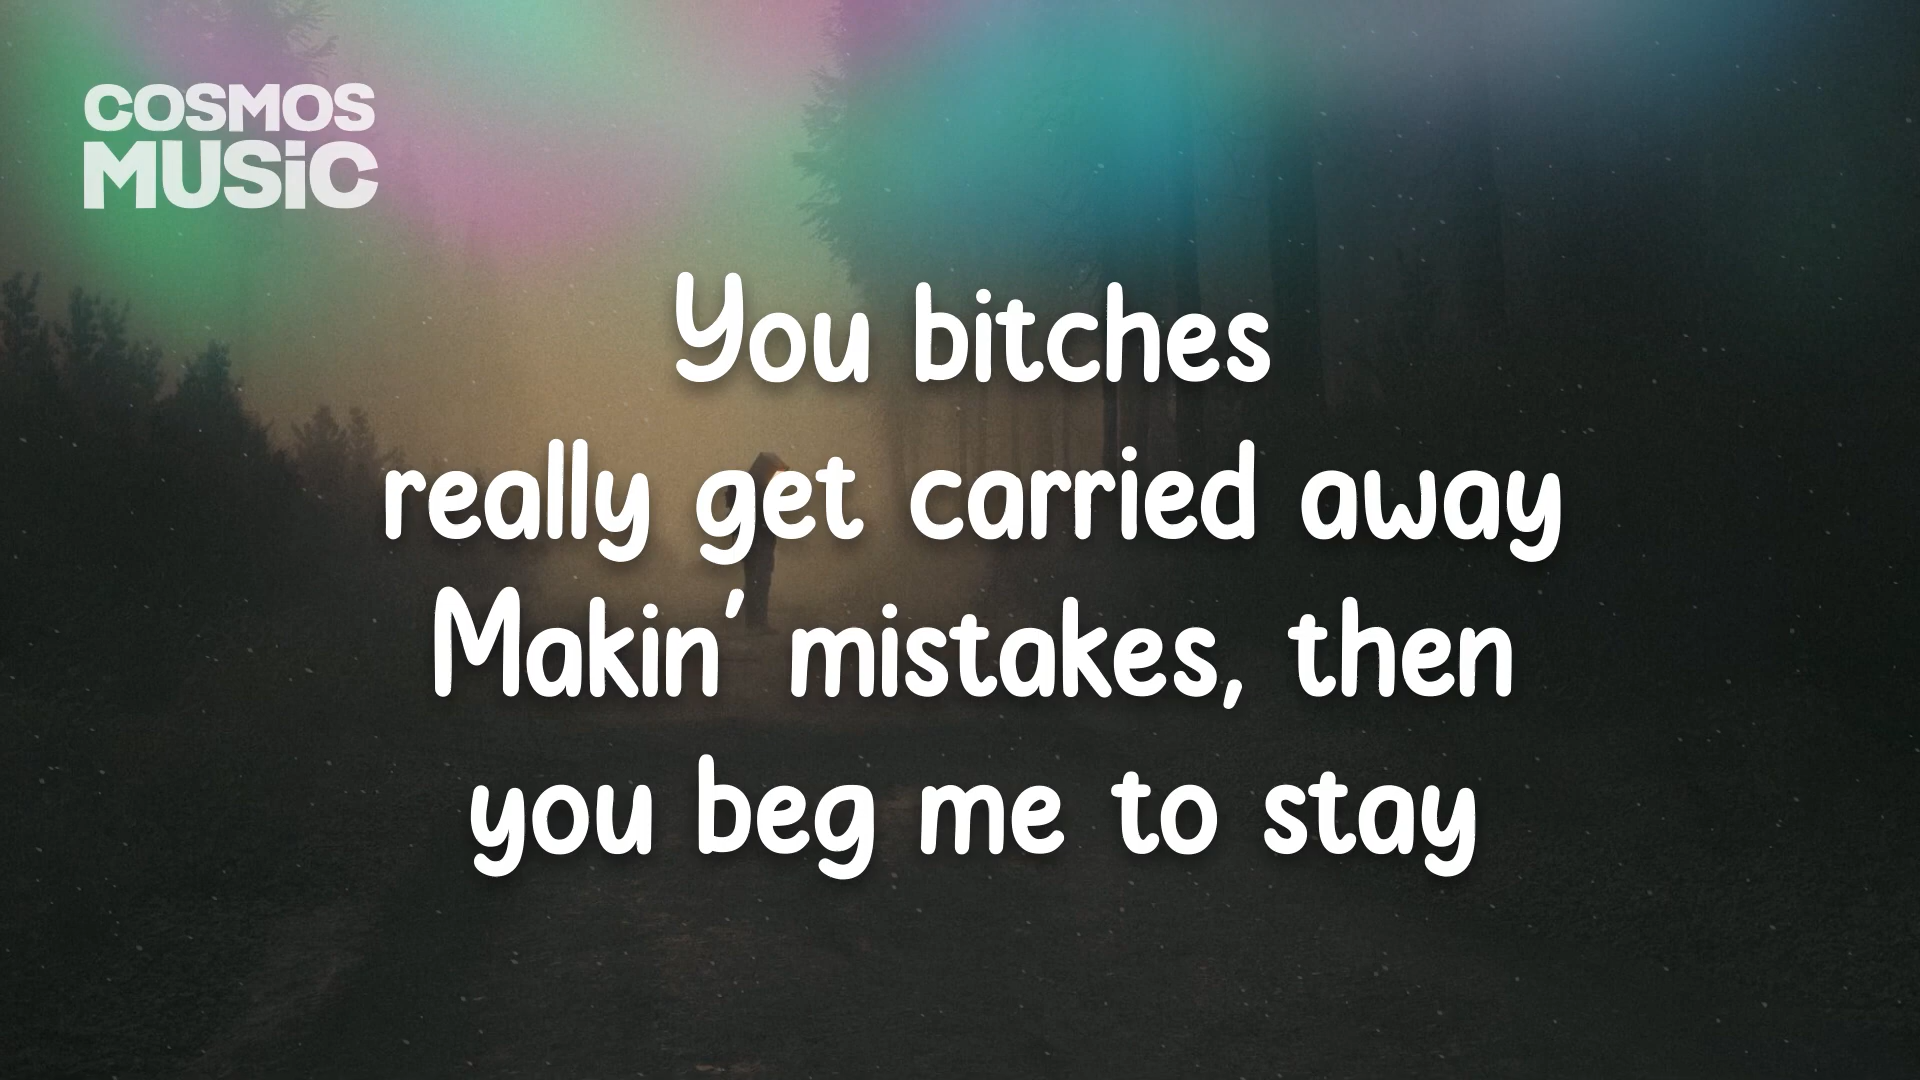 COSMOS
MUSiC
You bitches
really get carried away
Makin' mistakes, then
you beg me to stay